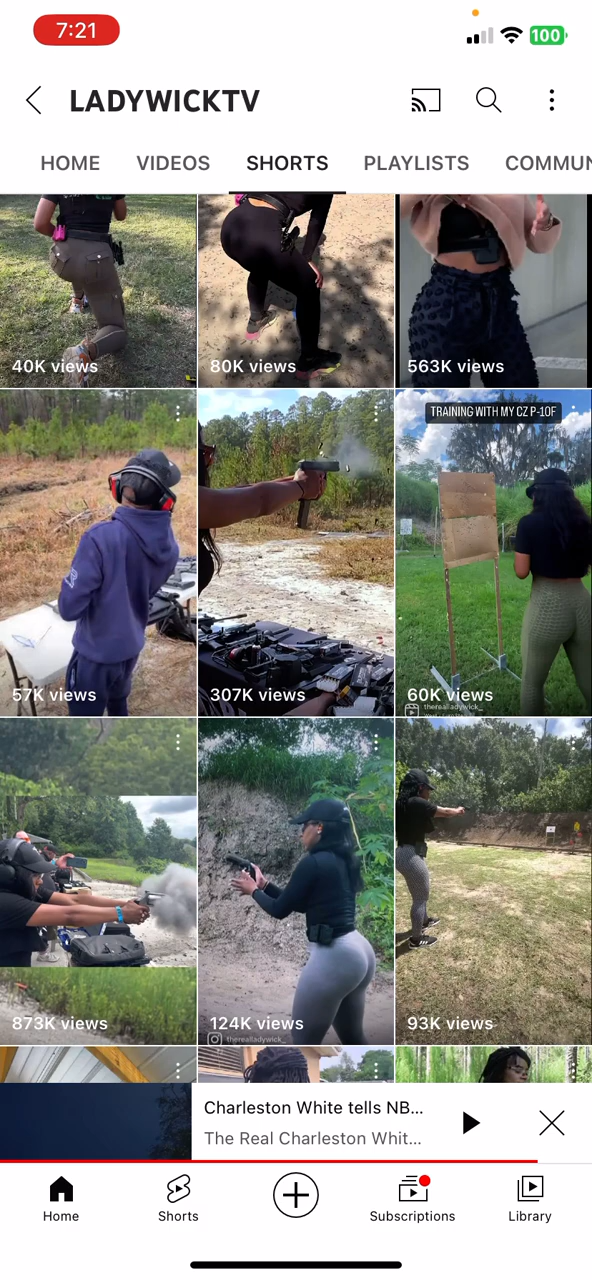 7:21
100
LADYWICKTV
HOME VIDEOS SHORTS PLAYLISTS COMMUN
40K views
80K views
563K views
TRAINING WITH MY CZ P-10F
57K views
307K views
60K views
therealladywick_
873K views
124K views
93K views
therealladywick_
Charleston White tells NB...
The Real Charleston Whit...
Home
Shorts
Subscriptions
Library